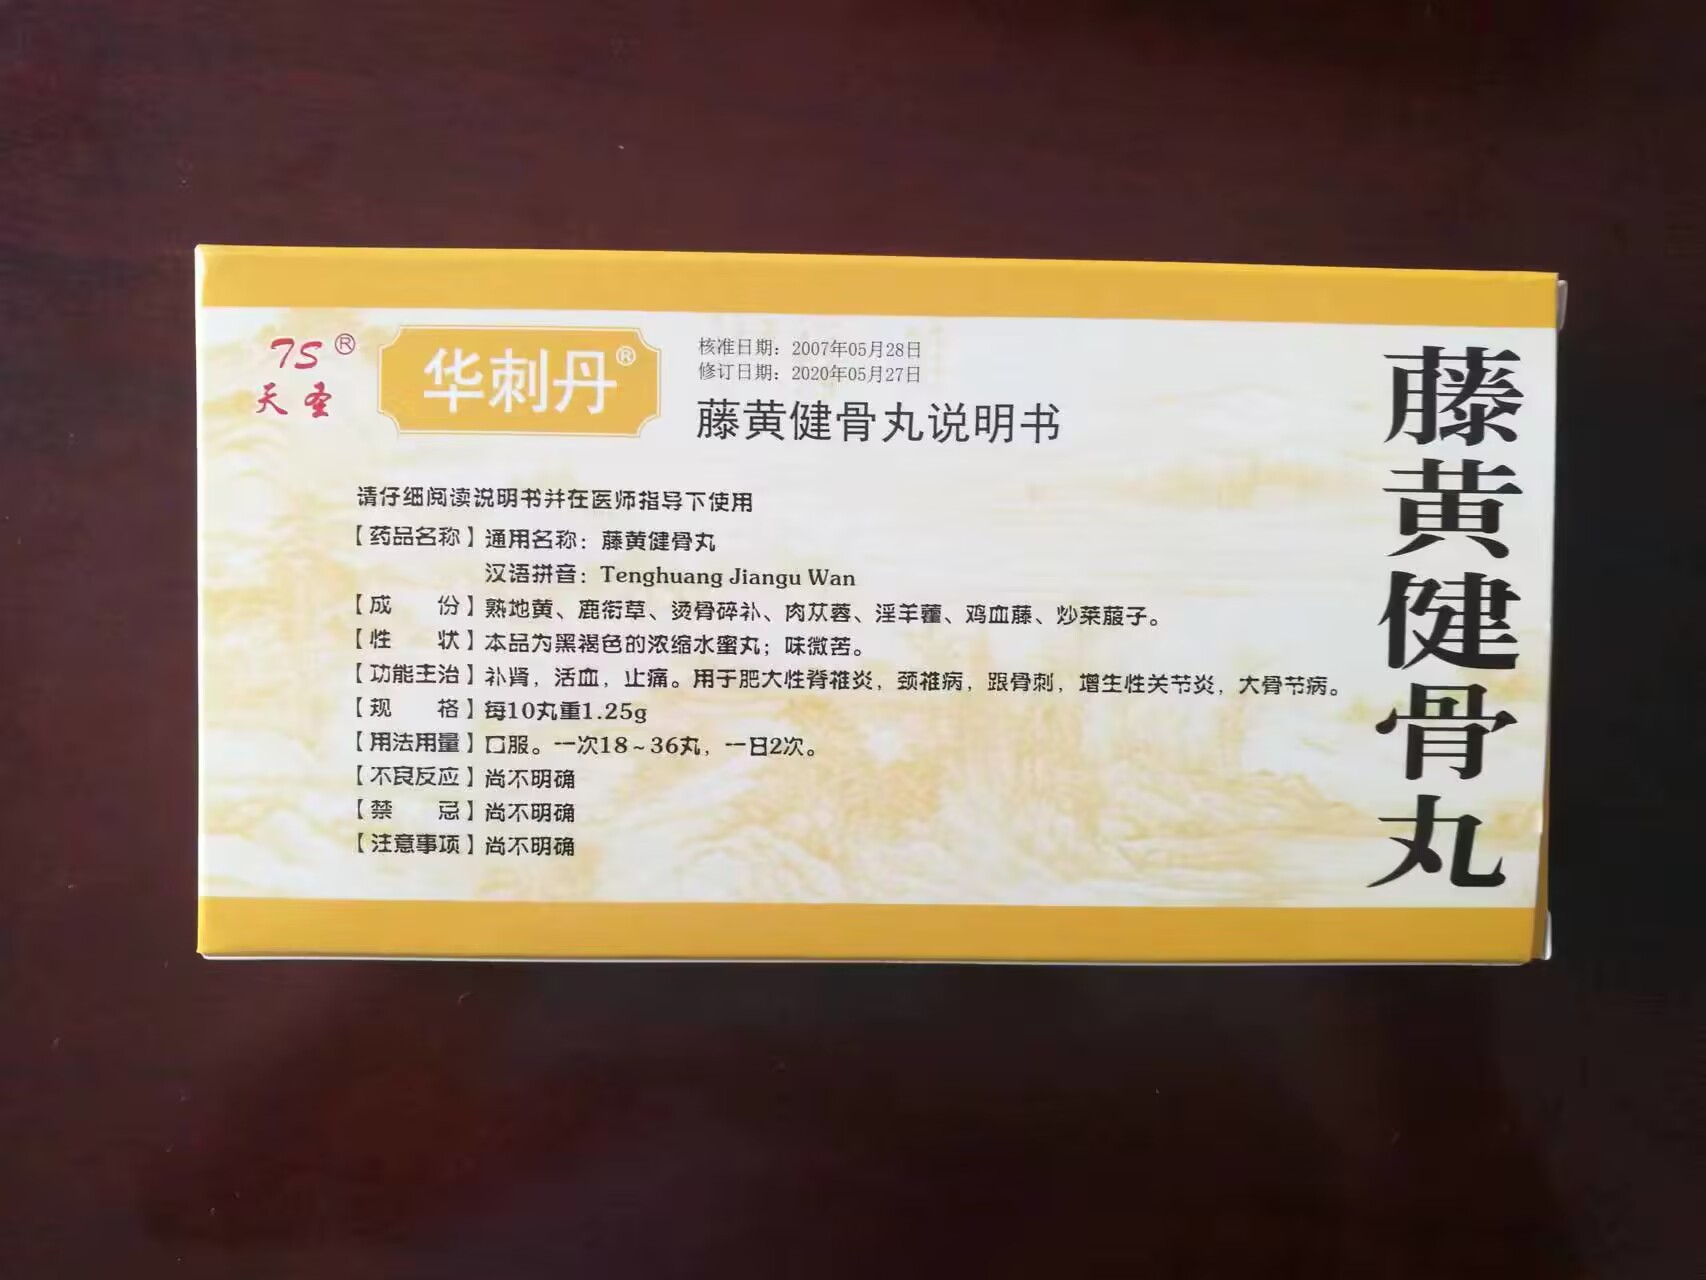 7S®
天圣
华刺丹®
核准日期：2007年05月28日
修订日期：2020年05月27日
藤黄健骨丸说明书
请仔细阅读说明书并在医师指导下使用
【药品名称】通用名称：藤黄健骨丸
汉语拼音：Tenghuang Jiangu Wan
【成 份】熟地黄、鹿衔草、烫骨碎补、肉苁蓉、淫羊藿、鸡血藤、炒莱菔子。
【性 状】本品为黑褐色的浓缩水蜜丸；味微苦。
【功能主治】补肾，活血，止痛。用于肥大性脊椎炎，颈椎病，跟骨刺，增生性关节炎，大骨节病。
【规 格】每10丸重1.25g
【用法用量】口服。一次18～36丸，一日2次。
【不良反应】尚不明确
【禁 忌】尚不明确
【注意事项】尚不明确
藤黄健骨丸